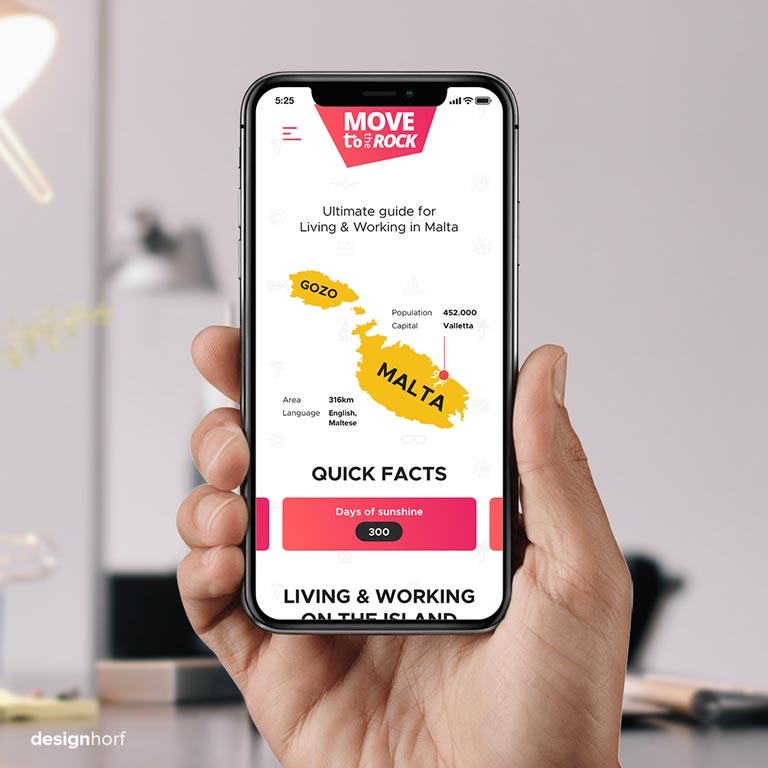 5:25
MOVE
to the ROCK
Ultimate guide for
Living & Working in Malta
GOZO
Population 452.000
Capital Valletta
MALTA
Area 316km
Language English,
Maltese
QUICK FACTS
Days of sunshine
300
LIVING & WORKING
ON THE ISLAND
designhorf